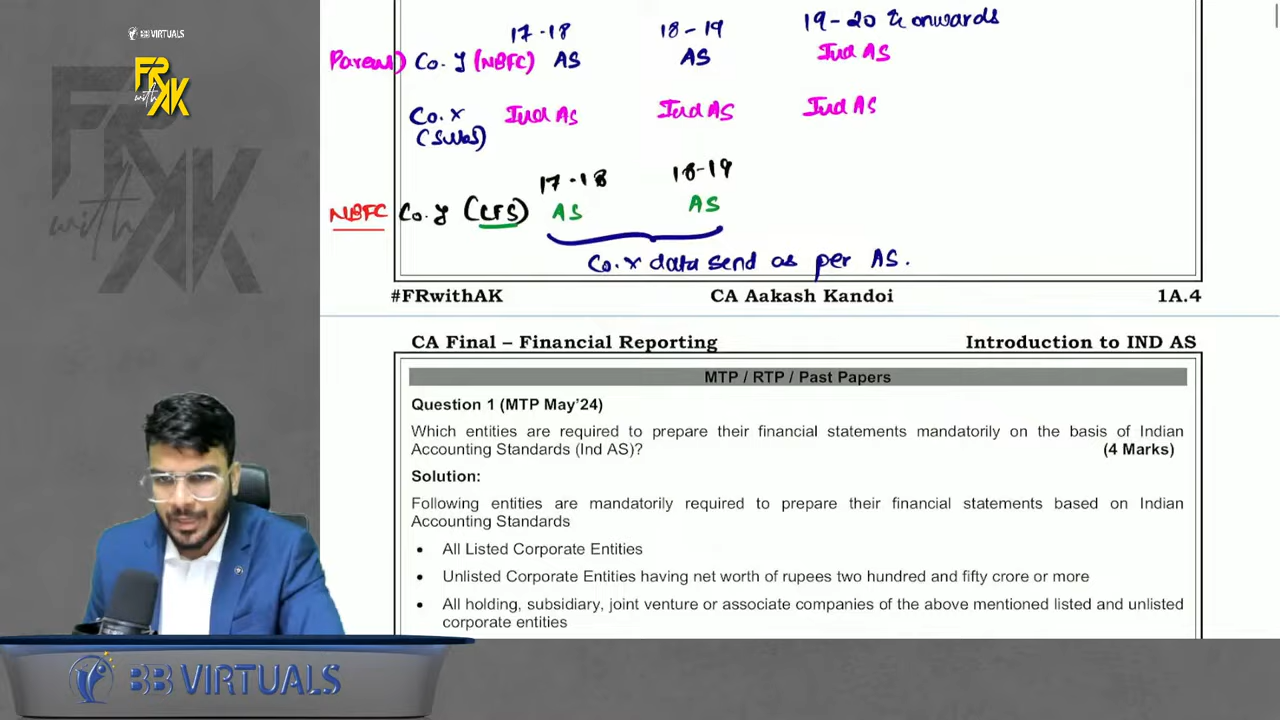 BB VIRTUALS
FR
with
AK
FR
with
AK
17-18 18-19 19-20 & onwards
Parent) Co. Y (NBFC) AS AS Ind AS
Co. X Ind AS Ind AS Ind AS
(Subs)
17-18 18-19
NBFC Co. Y (CFS) AS AS
Co. X data send as per AS.
#FRwithAK CA Aakash Kandoi 1A.4
CA Final – Financial Reporting Introduction to IND AS
MTP / RTP / Past Papers
Question 1 (MTP May'24)
Which entities are required to prepare their financial statements mandatorily on the basis of Indian
Accounting Standards (Ind AS)? (4 Marks)
Solution:
Following entities are mandatorily required to prepare their financial statements based on Indian
Accounting Standards
• All Listed Corporate Entities
• Unlisted Corporate Entities having net worth of rupees two hundred and fifty crore or more
• All holding, subsidiary, joint venture or associate companies of the above mentioned listed and unlisted
corporate entities
BB VIRTUALS